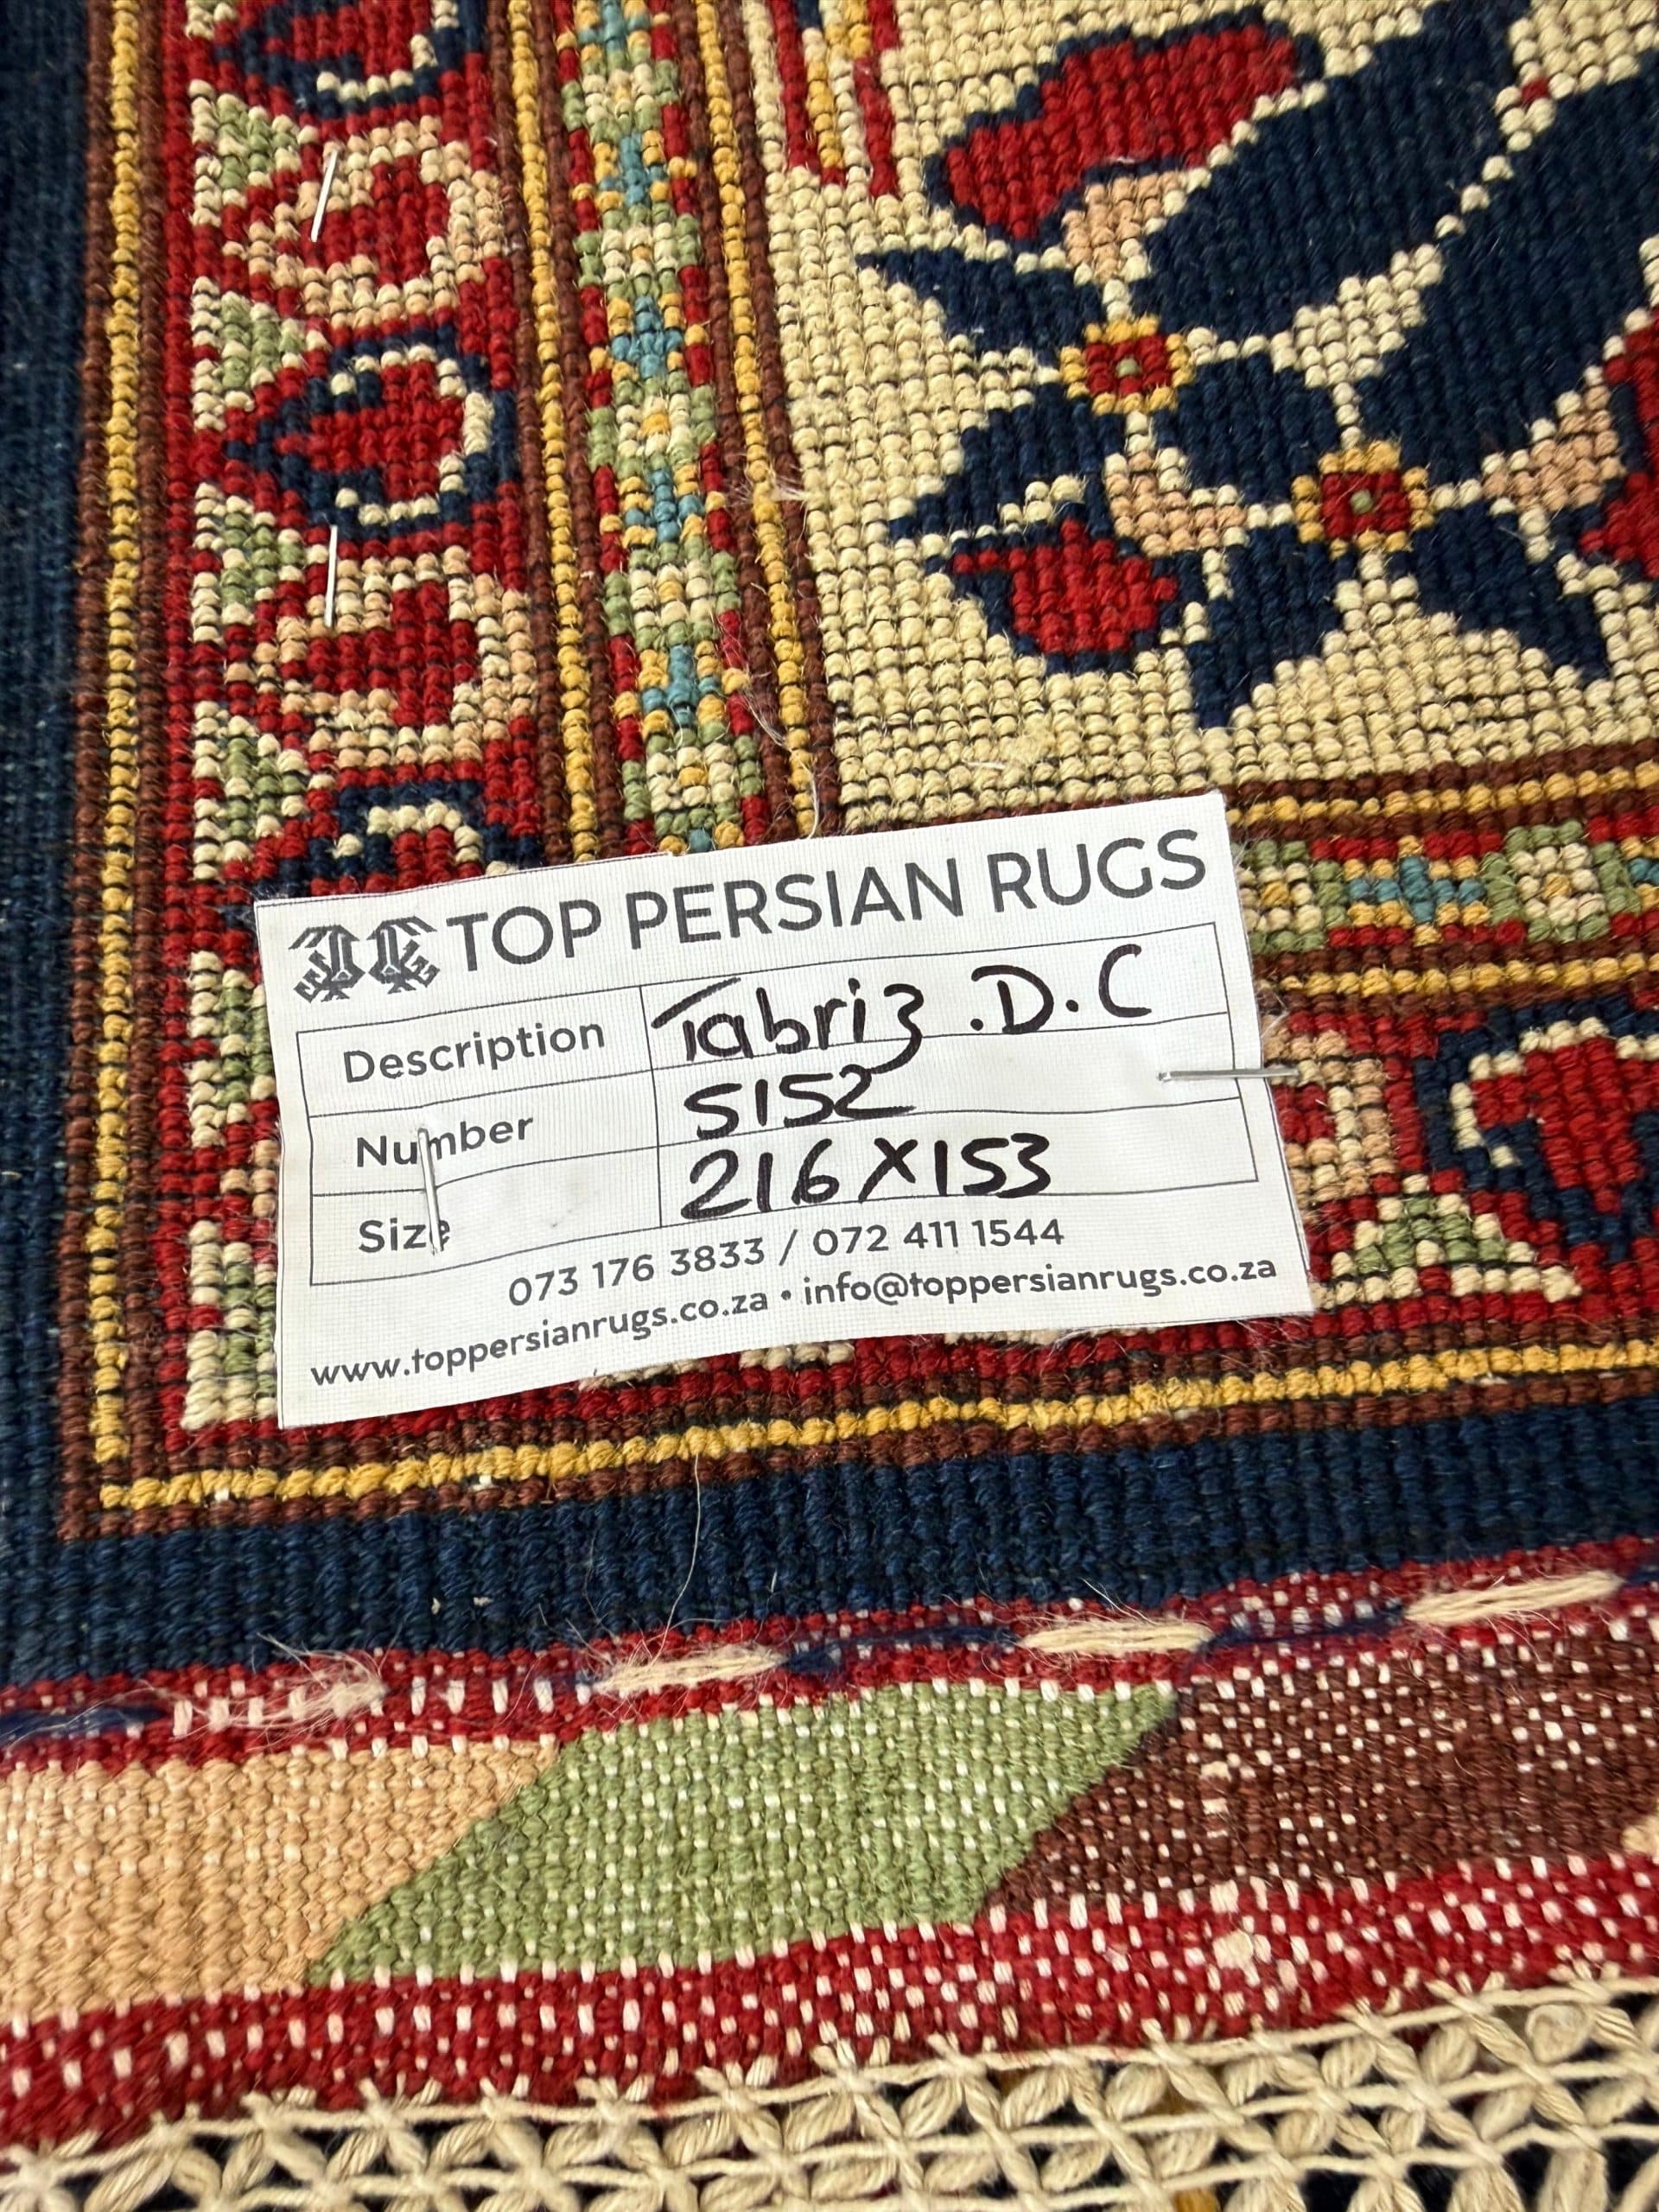 TOP PERSIAN RUGS
Description Tabriz .D.C
Number 5152
Size 216X153
073 176 3833 / 072 411 1544
www.toppersianrugs.co.za • info@toppersianrugs.co.za